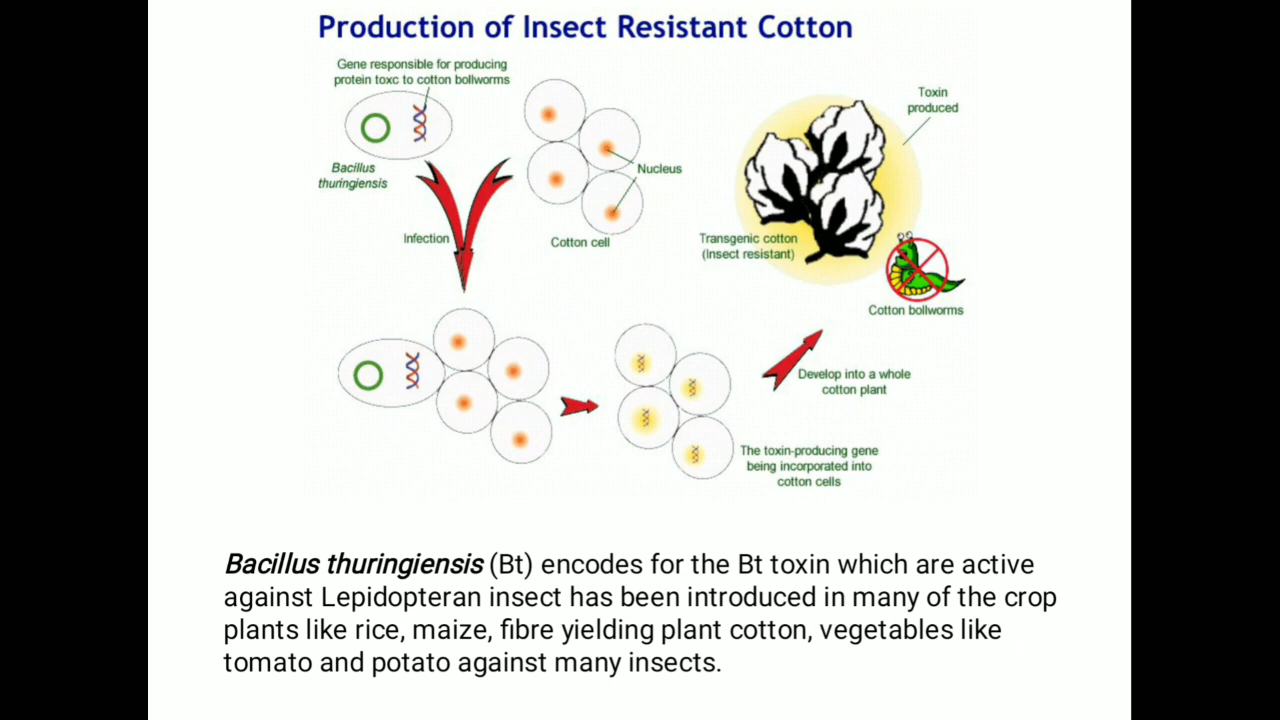 Production of Insect Resistant Cotton
Gene responsible for producing
protein toxc to cotton bollworms
Bacillus
thuringiensis
Nucleus
Infection
Cotton cell
Toxin
produced
Transgenic cotton
(Insect resistant)
Cotton bollworms
Develop into a whole
cotton plant
The toxin-producing gene
being incorporated into
cotton cells
Bacillus thuringiensis (Bt) encodes for the Bt toxin which are active
against Lepidopteran insect has been introduced in many of the crop
plants like rice, maize, fibre yielding plant cotton, vegetables like
tomato and potato against many insects.